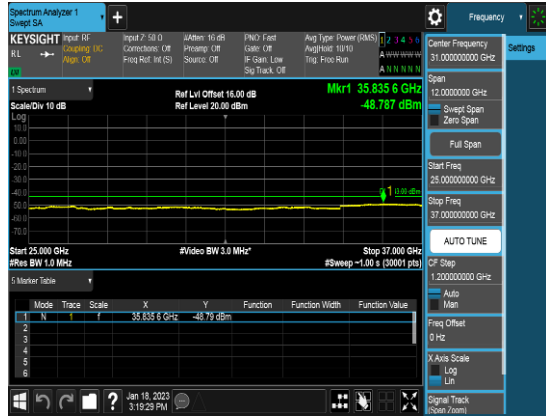 Spectrum Analyzer 1
Swept SA
+
Frequency
KEYSIGHT Input: RF
RL
Coupling: DC
Align: Off
Input Z: 50 Ω
Corrections: Off
Freq Ref: Int (S)
#Atten: 16 dB
Preamp: Off
Source: Off
PNO: Fast
Gate: Off
IF Gain: Low
Sig Track: Off
Avg Type: Power (RMS)
Avg|Hold: 10/10
Trig: Free Run
1 2 3 4 5 6
A W W W W W
A N N N N N
Settings
1 Spectrum
Scale/Div 10 dB
Ref Lvl Offset 16.00 dB
Ref Level 20.00 dBm
Mkr1 35.835 6 GHz
-48.787 dBm
Log
10.0
0.00
-10.0
-20.0
-30.0
-40.0
-50.0
-60.0
-70.0
1
Start 25.000 GHz
#Res BW 1.0 MHz
#Video BW 3.0 MHz*
Stop 37.000 GHz
#Sweep ~1.00 s (30001 pts)
5 Marker Table
Mode Trace Scale X Y Function Function Width Function Value
1 N 1 f 35.835 6 GHz -48.79 dBm
2
3
4
5
6
Center Frequency
31.000000000 GHz
Span
12.0000000 GHz
Swept Span
Zero Span
Full Span
Start Freq
25.000000000 GHz
Stop Freq
37.000000000 GHz
AUTO TUNE
CF Step
1.200000000 GHz
Auto
Man
Freq Offset
0 Hz
X Axis Scale
Log
Lin
Signal Track
(Span Zoom)
?
Jan 18, 2023
3:19:29 PM